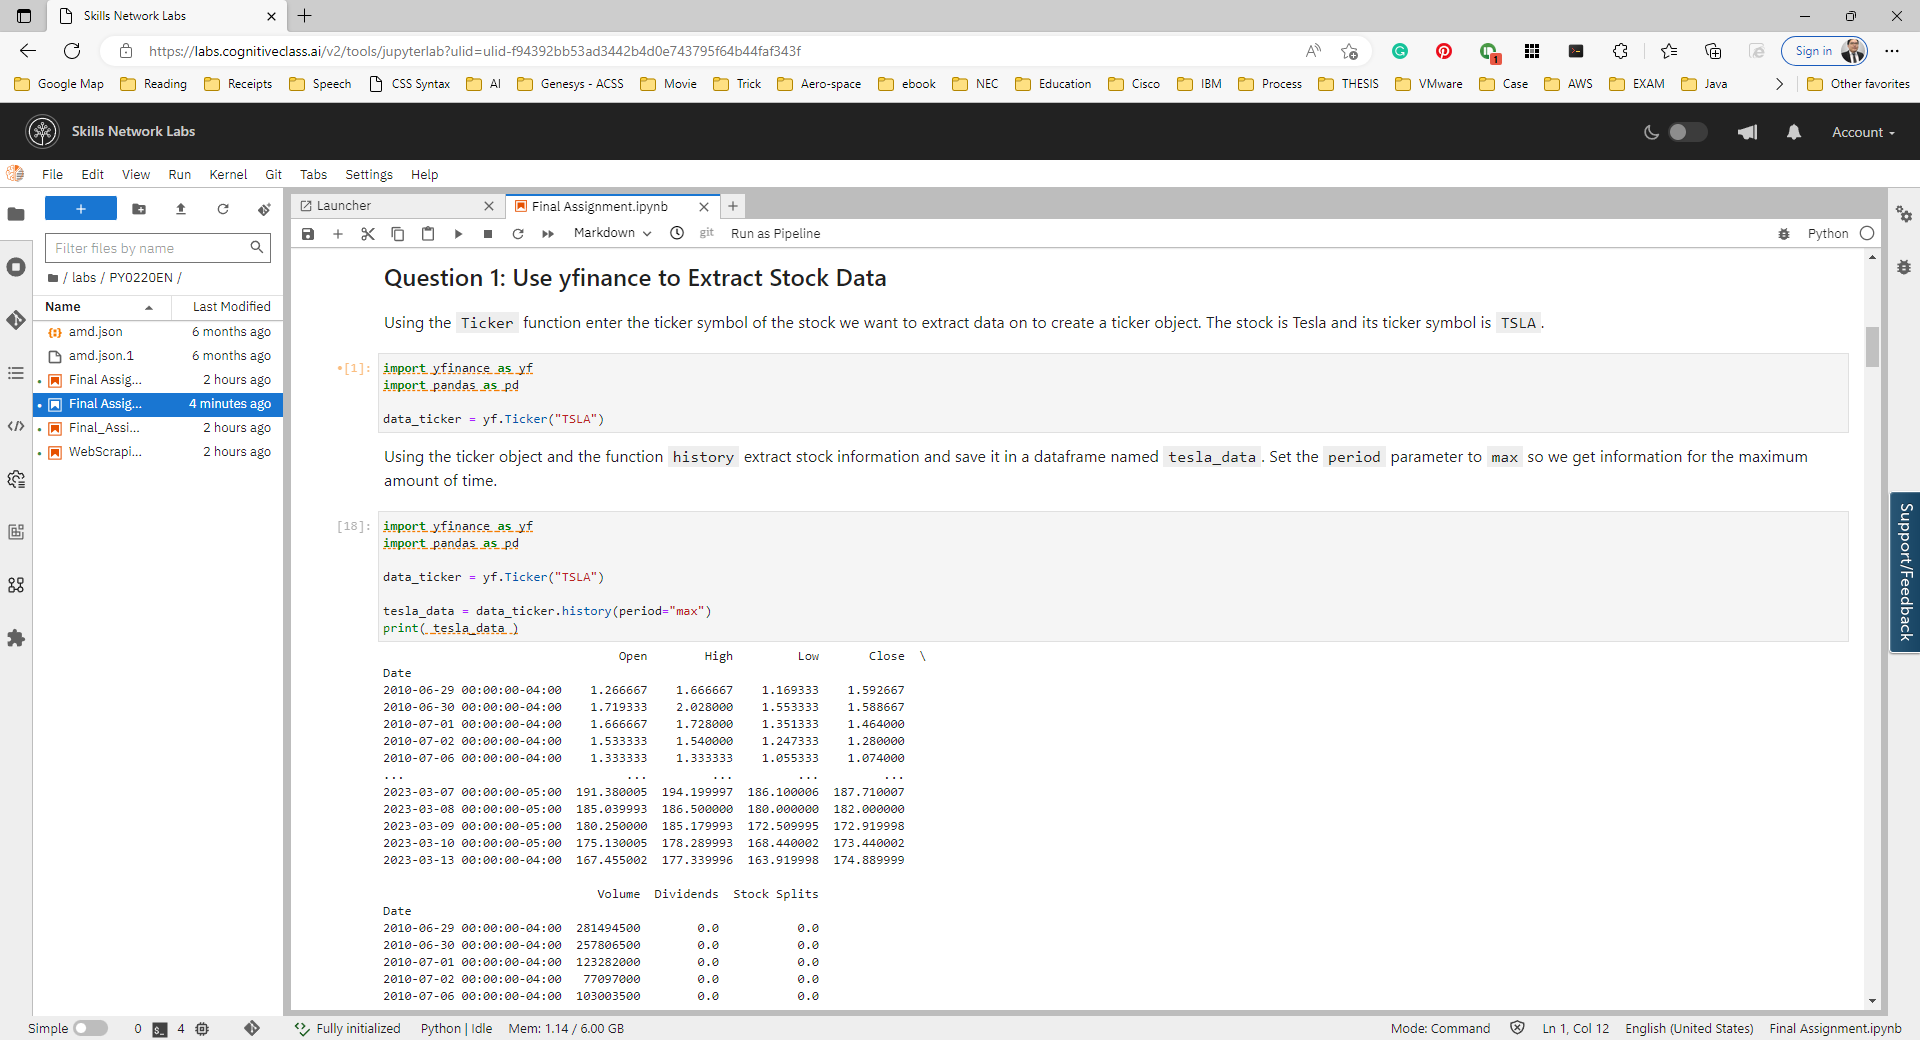 Skills Network Labs
https://labs.cognitiveclass.ai/v2/tools/jupyterlab?ulid=ulid-f94392bb53ad3442b4d0e743795f64b44faf343f
1
Sign in
Google Map Reading Receipts Speech CSS Syntax AI Genesys - ACSS Movie Trick Aero-space ebook NEC Education Cisco IBM Process THESIS VMware Case AWS EXAM Java Other favorites
Skills Network Labs
Account
File Edit View Run Kernel Git Tabs Settings Help
Launcher
Final Assignment.ipynb
Filter files by name
Markdown
git
Run as Pipeline
Python
/ labs / PY0220EN /
Name Last Modified
amd.json 6 months ago
amd.json.1 6 months ago
Final Assig... 2 hours ago
Final Assig... 4 minutes ago
Final_Assi... 2 hours ago
WebScrapi... 2 hours ago
Question 1: Use yfinance to Extract Stock Data
Using the Ticker function enter the ticker symbol of the stock we want to extract data on to create a ticker object. The stock is Tesla and its ticker symbol is TSLA .
*[1]: import yfinance as yf
import pandas as pd
data_ticker = yf.Ticker("TSLA")
Using the ticker object and the function history extract stock information and save it in a dataframe named tesla_data . Set the period parameter to max so we get information for the maximum
amount of time.
[18]: import yfinance as yf
import pandas as pd
data_ticker = yf.Ticker("TSLA")
tesla_data = data_ticker.history(period="max")
print( tesla_data )
Open High Low Close \
Date
2010-06-29 00:00:00-04:00 1.266667 1.666667 1.169333 1.592667
2010-06-30 00:00:00-04:00 1.719333 2.028000 1.553333 1.588667
2010-07-01 00:00:00-04:00 1.666667 1.728000 1.351333 1.464000
2010-07-02 00:00:00-04:00 1.533333 1.540000 1.247333 1.280000
2010-07-06 00:00:00-04:00 1.333333 1.333333 1.055333 1.074000
... ... ... ... ...
2023-03-07 00:00:00-05:00 191.380005 194.199997 186.100006 187.710007
2023-03-08 00:00:00-05:00 185.039993 186.500000 180.000000 182.000000
2023-03-09 00:00:00-05:00 180.250000 185.179993 172.509995 172.919998
2023-03-10 00:00:00-05:00 175.130005 178.289993 168.440002 173.440002
2023-03-13 00:00:00-04:00 167.455002 177.339996 163.919998 174.889999
Volume Dividends Stock Splits
Date
2010-06-29 00:00:00-04:00 281494500 0.0 0.0
2010-06-30 00:00:00-04:00 257806500 0.0 0.0
2010-07-01 00:00:00-04:00 123282000 0.0 0.0
2010-07-02 00:00:00-04:00 77097000 0.0 0.0
2010-07-06 00:00:00-04:00 103003500 0.0 0.0
Support/Feedback
Simple 0 4 Fully initialized Python | Idle Mem: 1.14 / 6.00 GB Mode: Command Ln 1, Col 12 English (United States) Final Assignment.ipynb